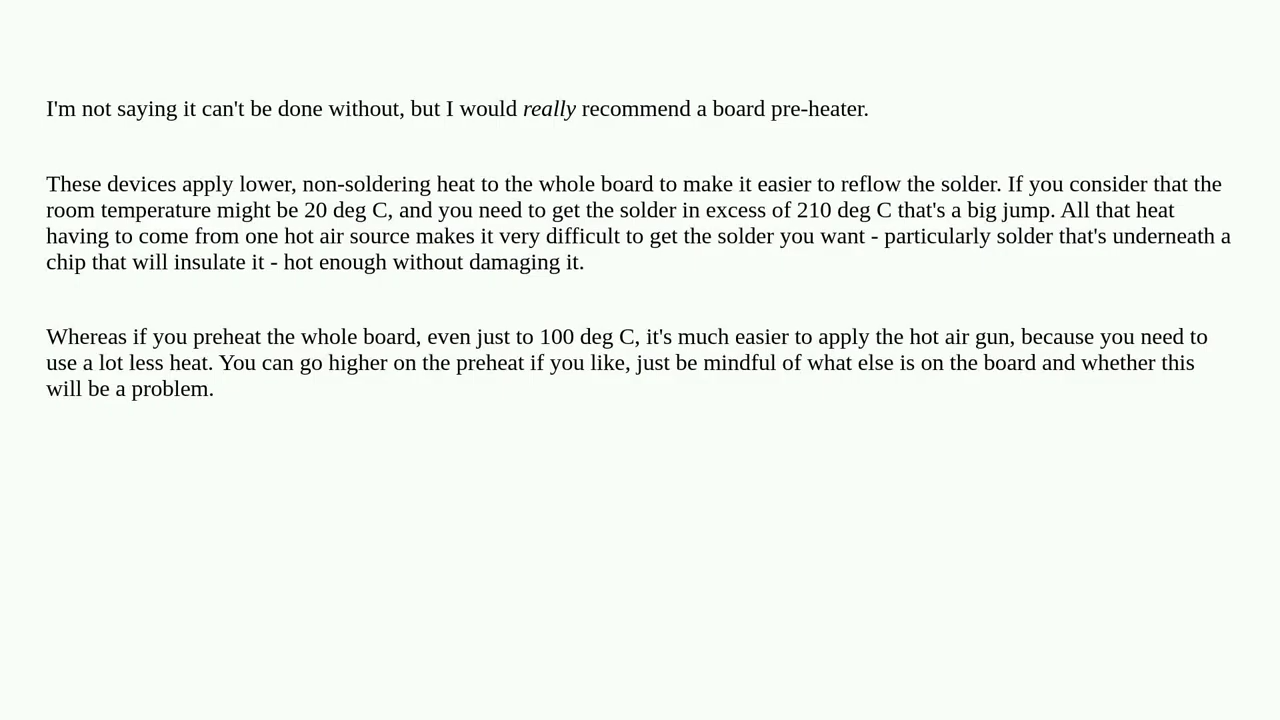 I'm not saying it can't be done without, but I would really recommend a board pre-heater.
These devices apply lower, non-soldering heat to the whole board to make it easier to reflow the solder. If you consider that the
room temperature might be 20 deg C, and you need to get the solder in excess of 210 deg C that's a big jump. All that heat
having to come from one hot air source makes it very difficult to get the solder you want - particularly solder that's underneath a
chip that will insulate it - hot enough without damaging it.
Whereas if you preheat the whole board, even just to 100 deg C, it's much easier to apply the hot air gun, because you need to
use a lot less heat. You can go higher on the preheat if you like, just be mindful of what else is on the board and whether this
will be a problem.